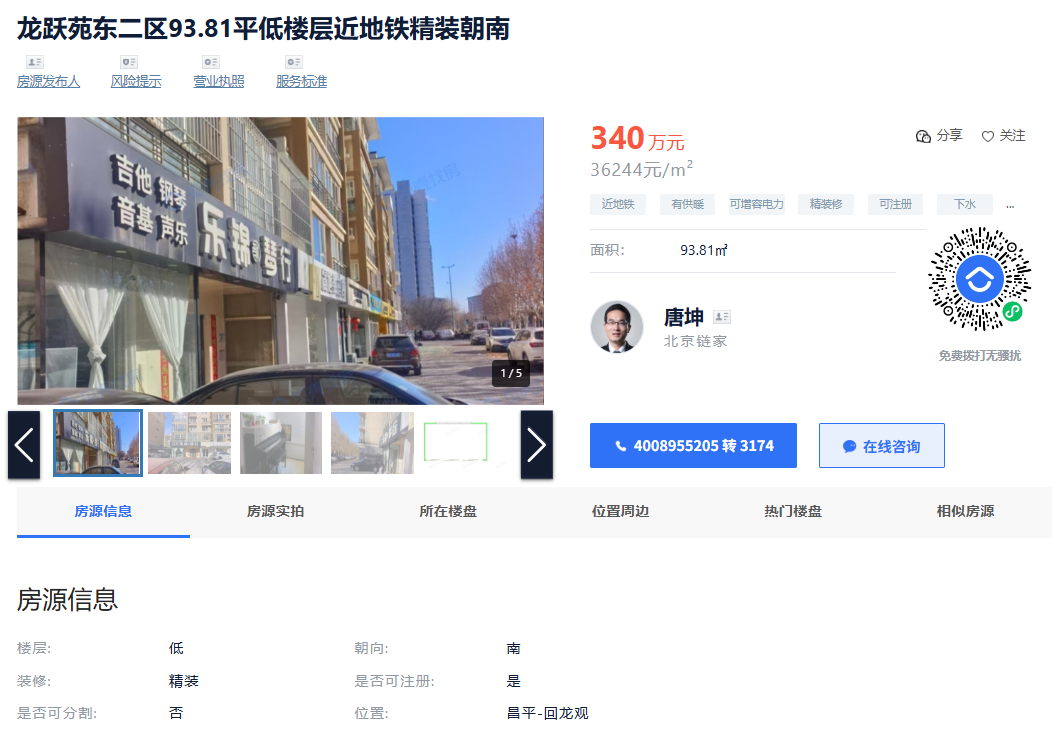 龙跃苑东二区93.81平低楼层近地铁精装朝南
房源发布人 风险提示 营业执照 服务标准
吉他 钢琴
音基 声乐
乐锦琴行
1/5
340万元
分享 关注
36244元/m²
近地铁 有供暖 可增容电力 精装修 可注册 下水 ...
面积: 93.81㎡
唐坤
北京链家
免费拨打无骚扰
4008955205 转 3174
在线咨询
房源信息 房源实拍 所在楼盘 位置周边 热门楼盘 相似房源
房源信息
楼层: 低 朝向: 南
装修: 精装 是否可注册: 是
是否可分割: 否 位置: 昌平-回龙观